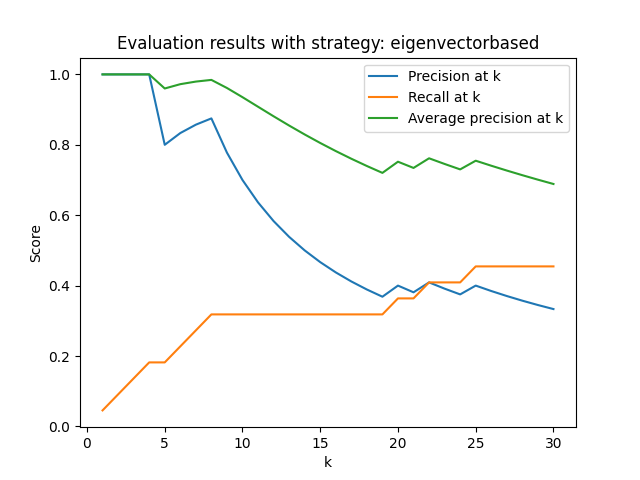 Evaluation results with strategy: eigenvectorbased
Precision at k
Recall at k
Average precision at k
1.0
0.8
0.6
0.4
0.2
0.0
Score
0 5 10 15 20 25 30
k